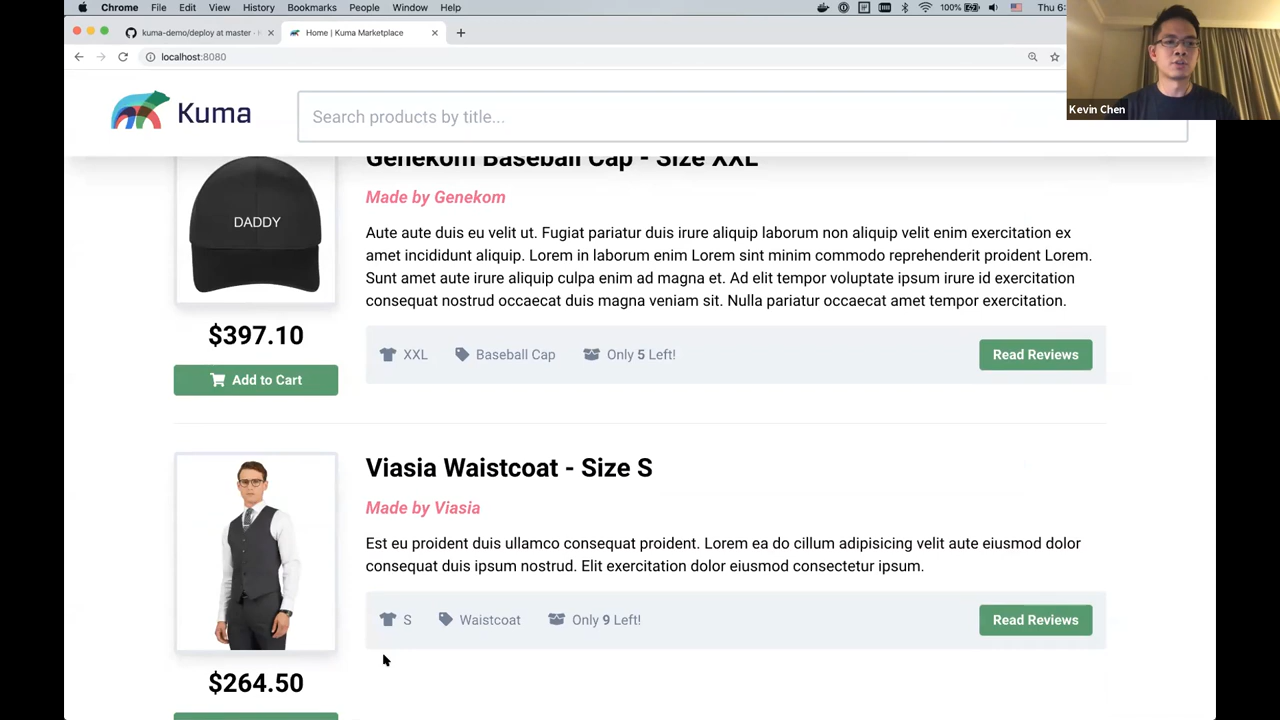 Chrome File Edit View History Bookmarks People Window Help 100% Thu 6:
kuma-demo/deploy at master · Home | Kuma Marketplace
localhost:8080
Kuma
Search products by title...
Kevin Chen
Genekom Baseball Cap - Size XXL
DADDY
Made by Genekom
Aute aute duis eu velit ut. Fugiat pariatur duis irure aliquip laborum non aliquip velit enim exercitation ex
amet incididunt aliquip. Lorem in laborum enim Lorem sint minim commodo reprehenderit proident Lorem.
Sunt amet aute irure aliquip culpa enim ad magna et. Ad elit tempor voluptate ipsum irure id exercitation
consequat nostrud occaecat duis magna veniam sit. Nulla pariatur occaecat amet tempor exercitation.
$397.10
Add to Cart
XXL Baseball Cap Only 5 Left! Read Reviews
Viasia Waistcoat - Size S
Made by Viasia
Est eu proident duis ullamco consequat proident. Lorem ea do cillum adipisicing velit aute eiusmod dolor
consequat duis ipsum nostrud. Elit exercitation dolor eiusmod consectetur ipsum.
S Waistcoat Only 9 Left! Read Reviews
$264.50